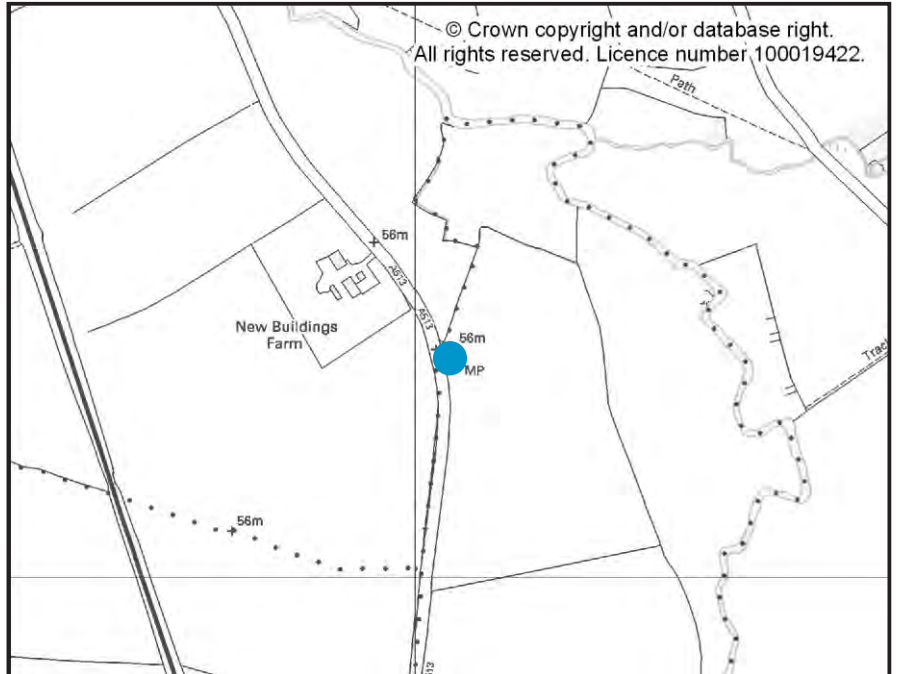 © Crown copyright and/or database right.
All rights reserved. Licence number 100019422.
Path
56m
A513
New Buildings
Farm
A513
56m
MP
Track
56m